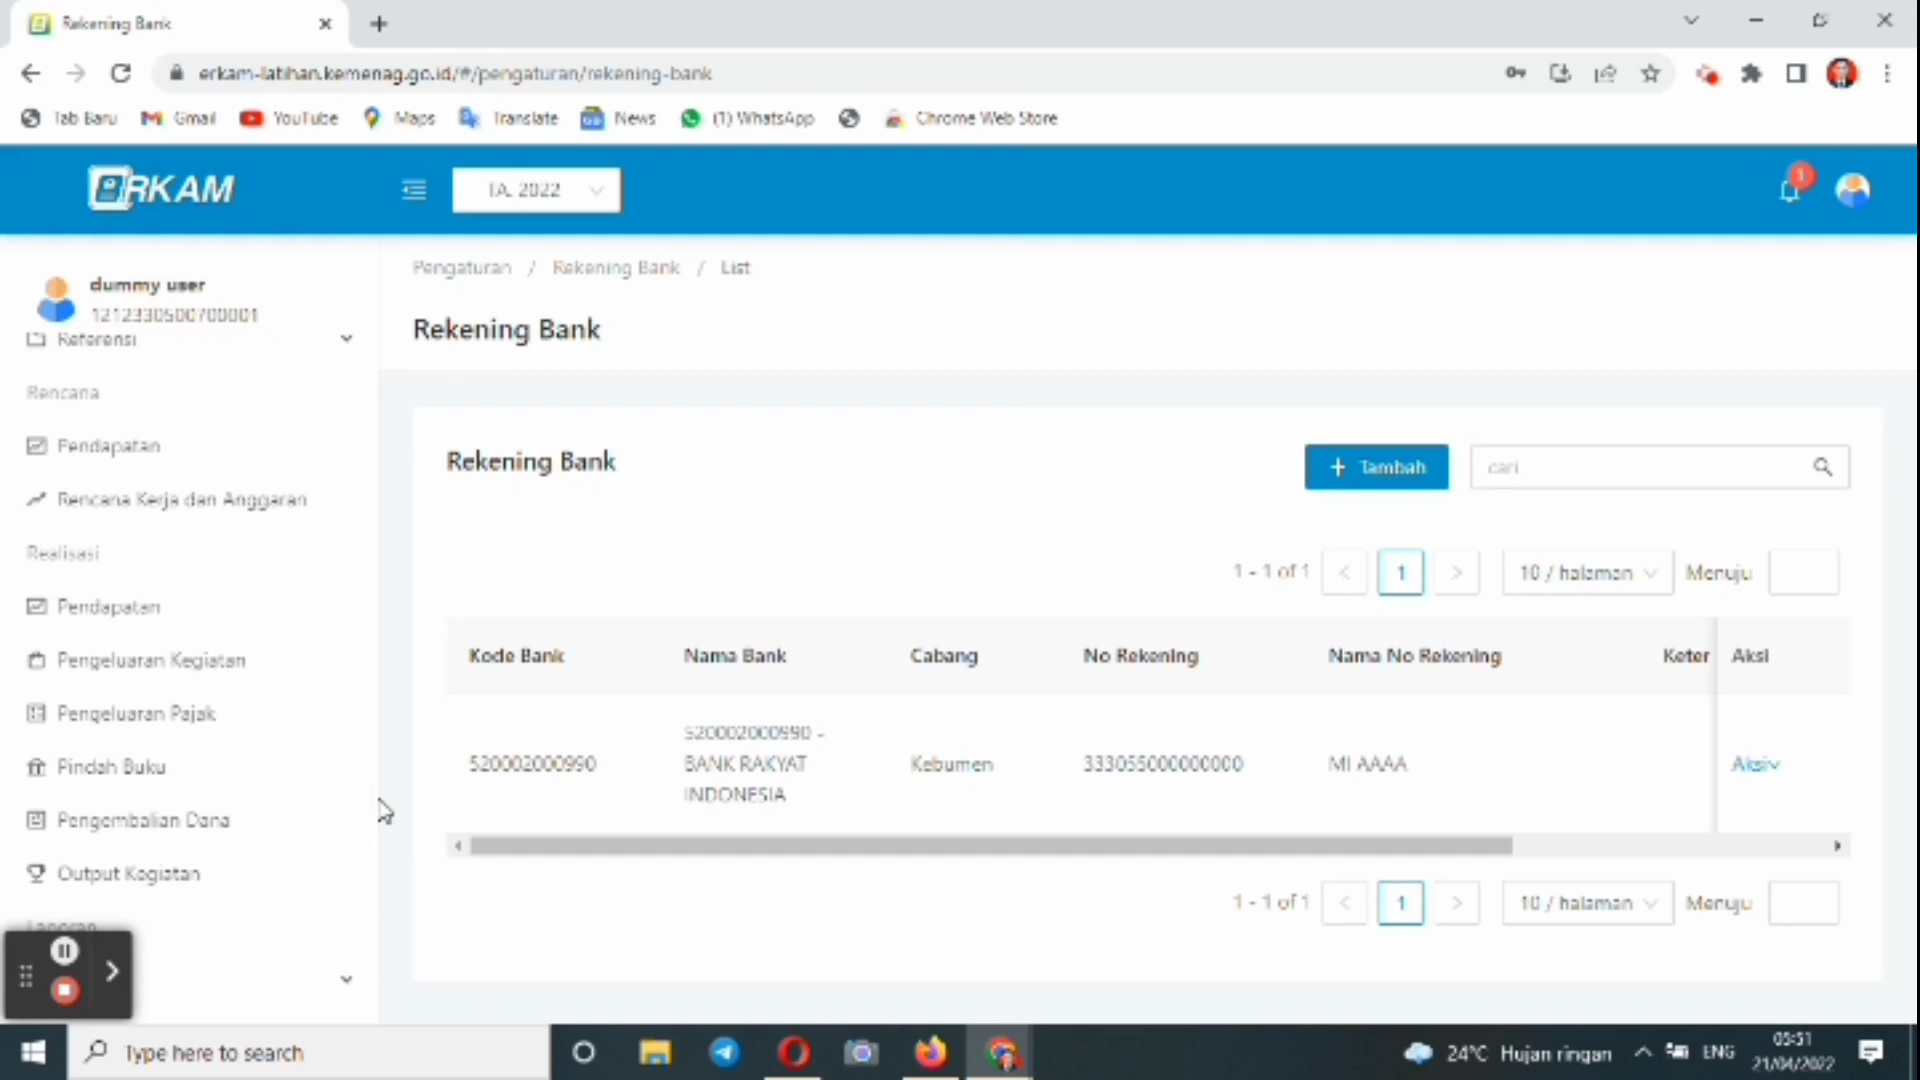 Rekening Bank
erkam-latihan.kemenag.go.id/#/pengaturan/rekening-bank
Tab Baru Gmail YouTube Maps Translate News (1) WhatsApp Chrome Web Store
ERKAM TA. 2022 1
Pengaturan / Rekening Bank / List
dummy user
1212330500700001
Rekening Bank
Referensi
Rencana
Pendapatan
Rencana Kerja dan Anggaran
Realisasi
Pendapatan
Pengeluaran Kegiatan
Pengeluaran Pajak
Pindah Buku
Pengembalian Dana
Output Kegiatan
Laporan
Rekening Bank + Tambah cari
1 - 1 of 1 < 1 > 10 / halaman Menuju
Kode Bank Nama Bank Cabang No Rekening Nama No Rekening Keter Aksi
520002000990 -
520002000990 BANK RAKYAT Kebumen 333055000000000 MI AAAA Aksi
INDONESIA
1 - 1 of 1 < 1 > 10 / halaman Menuju
Type here to search 24°C Hujan ringan ENG 05:51
21/04/2022